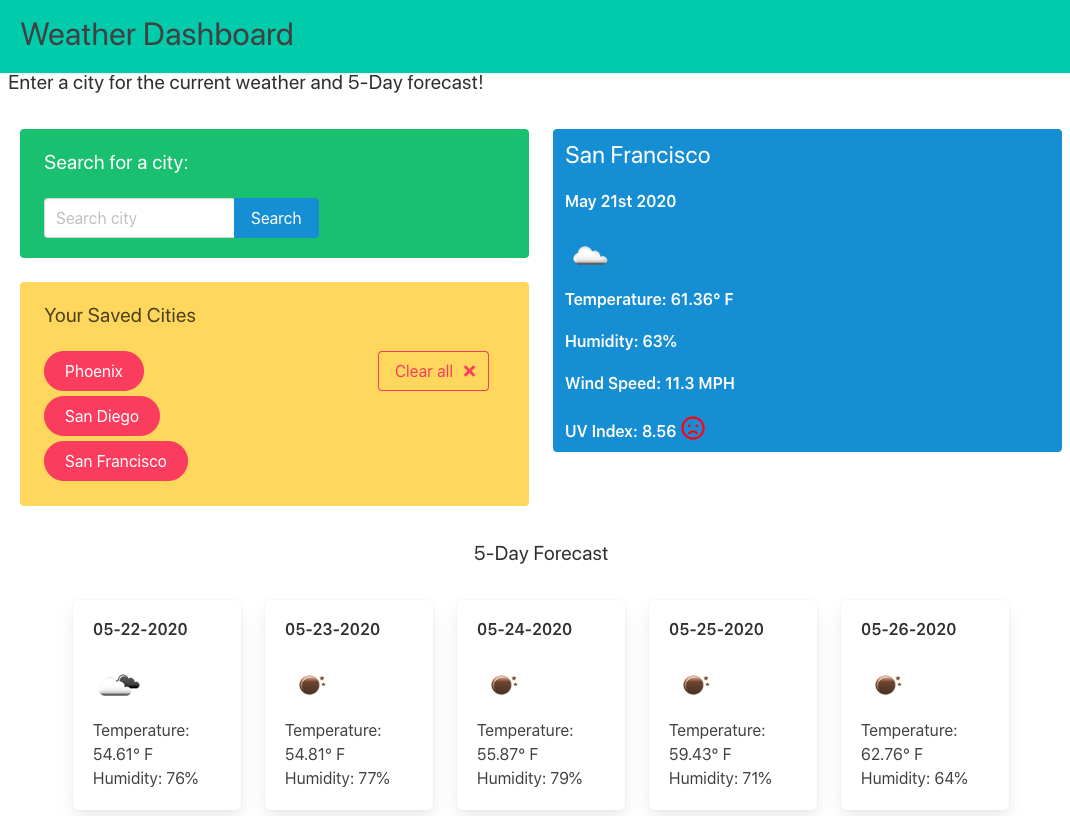 Weather Dashboard
Enter a city for the current weather and 5-Day forecast!
Search for a city:
Search city
Search
Your Saved Cities
Phoenix
Clear all
San Diego
San Francisco
San Francisco
May 21st 2020
Temperature: 61.36° F
Humidity: 63%
Wind Speed: 11.3 MPH
UV Index: 8.56
5-Day Forecast
05-22-2020
Temperature:
54.61° F
Humidity: 76%
05-23-2020
Temperature:
54.81° F
Humidity: 77%
05-24-2020
Temperature:
55.87° F
Humidity: 79%
05-25-2020
Temperature:
59.43° F
Humidity: 71%
05-26-2020
Temperature:
62.76° F
Humidity: 64%